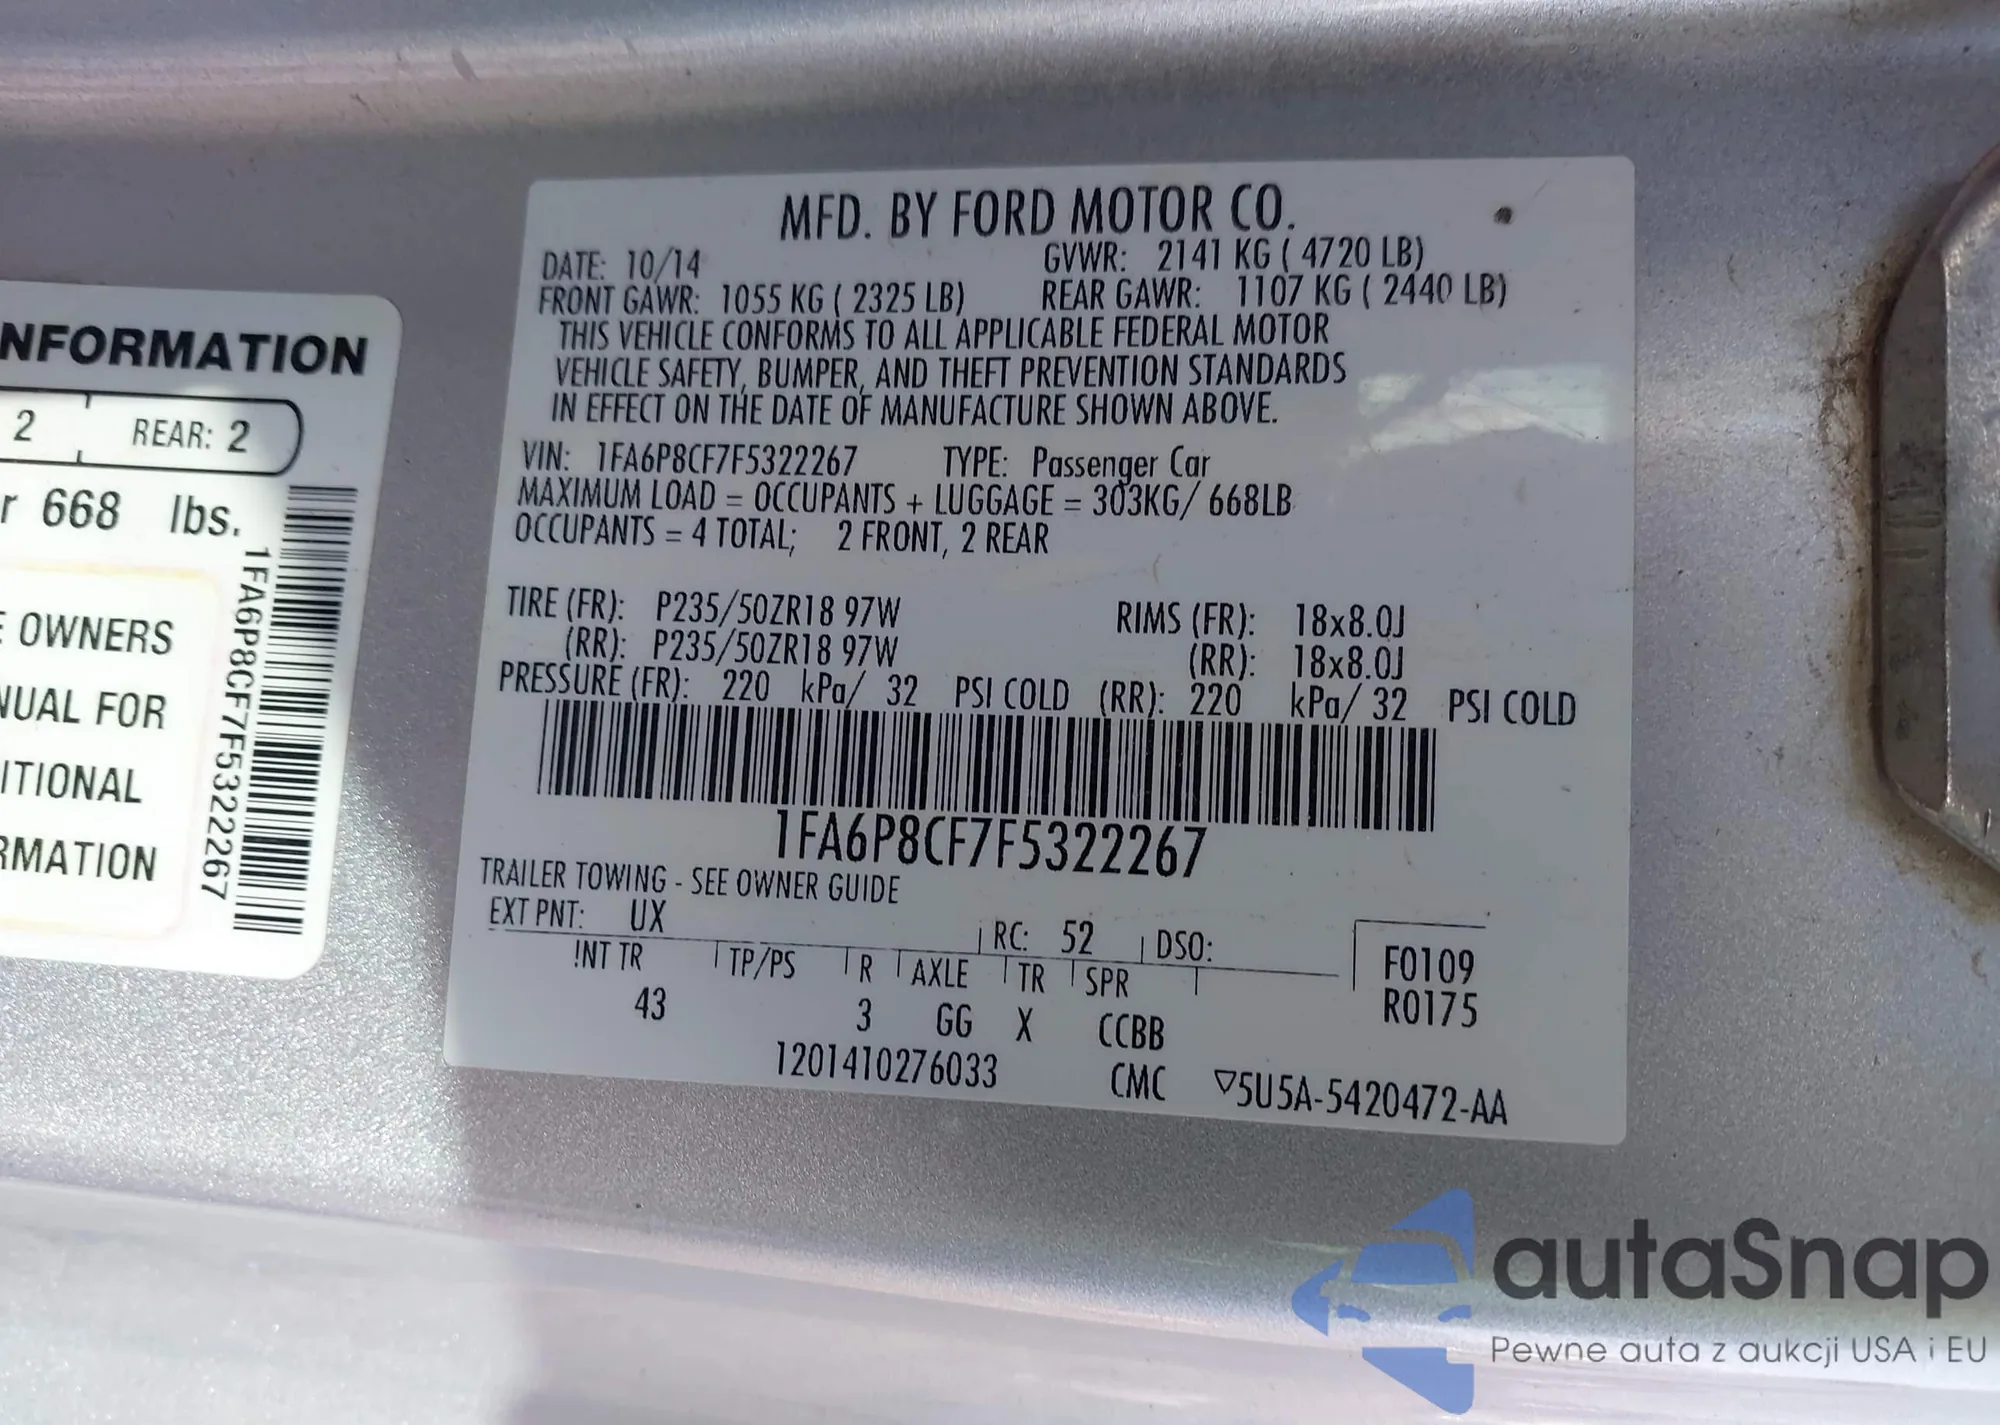 NFORMATION
2 REAR: 2
r 668 lbs.
OWNERS
NUAL FOR
ITIONAL
RMATION
1FA6P8CF7F5322267
MFD. BY FORD MOTOR CO.
DATE: 10/14 GVWR: 2141 KG ( 4720 LB)
FRONT GAWR: 1055 KG ( 2325 LB) REAR GAWR: 1107 KG ( 2440 LB)
THIS VEHICLE CONFORMS TO ALL APPLICABLE FEDERAL MOTOR
VEHICLE SAFETY, BUMPER, AND THEFT PREVENTION STANDARDS
IN EFFECT ON THE DATE OF MANUFACTURE SHOWN ABOVE.
VIN: 1FA6P8CF7F5322267 TYPE: Passenger Car
MAXIMUM LOAD = OCCUPANTS + LUGGAGE = 303KG/ 668LB
OCCUPANTS = 4 TOTAL; 2 FRONT, 2 REAR
TIRE (FR): P235/50ZR18 97W RIMS (FR): 18x8.0J
(RR): P235/50ZR18 97W (RR): 18x8.0J
PRESSURE (FR): 220 kPa/ 32 PSI COLD (RR): 220 kPa/ 32 PSI COLD
1FA6P8CF7F5322267
TRAILER TOWING - SEE OWNER GUIDE
EXT PNT: UX RC: 52 DSO:
INT TR TP/PS R AXLE TR SPR F0109
43 3 GG X CCBB R0175
1201410276033 CMC ▽5U5A-5420472-AA
autaSnap
Pewne auta z aukcji USA i EU